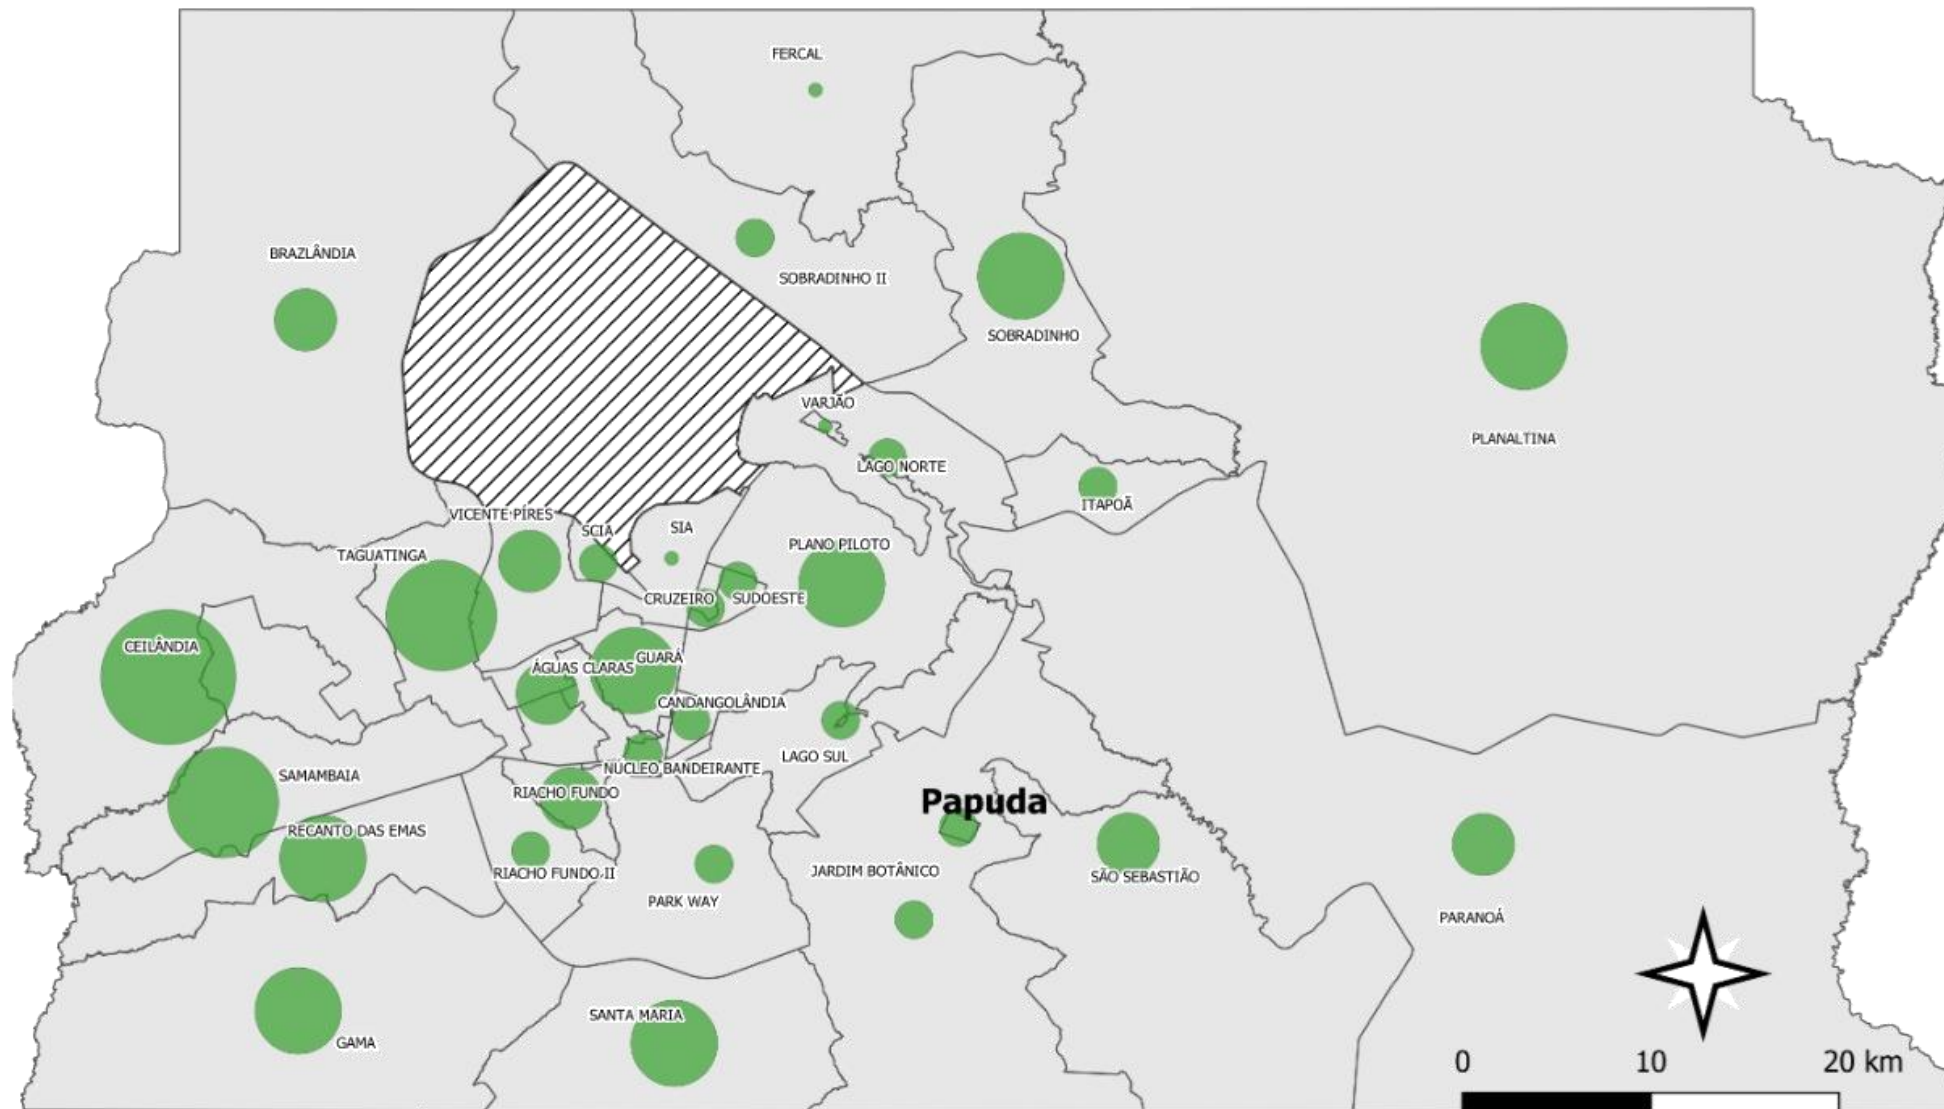 FERCAL
BRAZLÂNDIA
SOBRADINHO II
SOBRADINHO
VARJÃO
PLANALTINA
LAGO NORTE
ITAPOÃ
VICENTE PÍRES
SCIA
SIA
TAGUATINGA
PLANO PILOTO
CRUZEIRO
SUDOESTE
CEILÂNDIA
ÁGUAS CLARAS
GUARÁ
CANDANGOLÂNDIA
LAGO SUL
NÚCLEO BANDEIRANTE
SAMAMBAIA
RIACHO FUNDO
Papuda
RECANTO DAS EMAS
RIACHO FUNDO II
JARDIM BOTÂNICO
SÃO SEBASTIÃO
PARK WAY
PARANOÁ
SANTA MARIA
GAMA
0 10 20 km